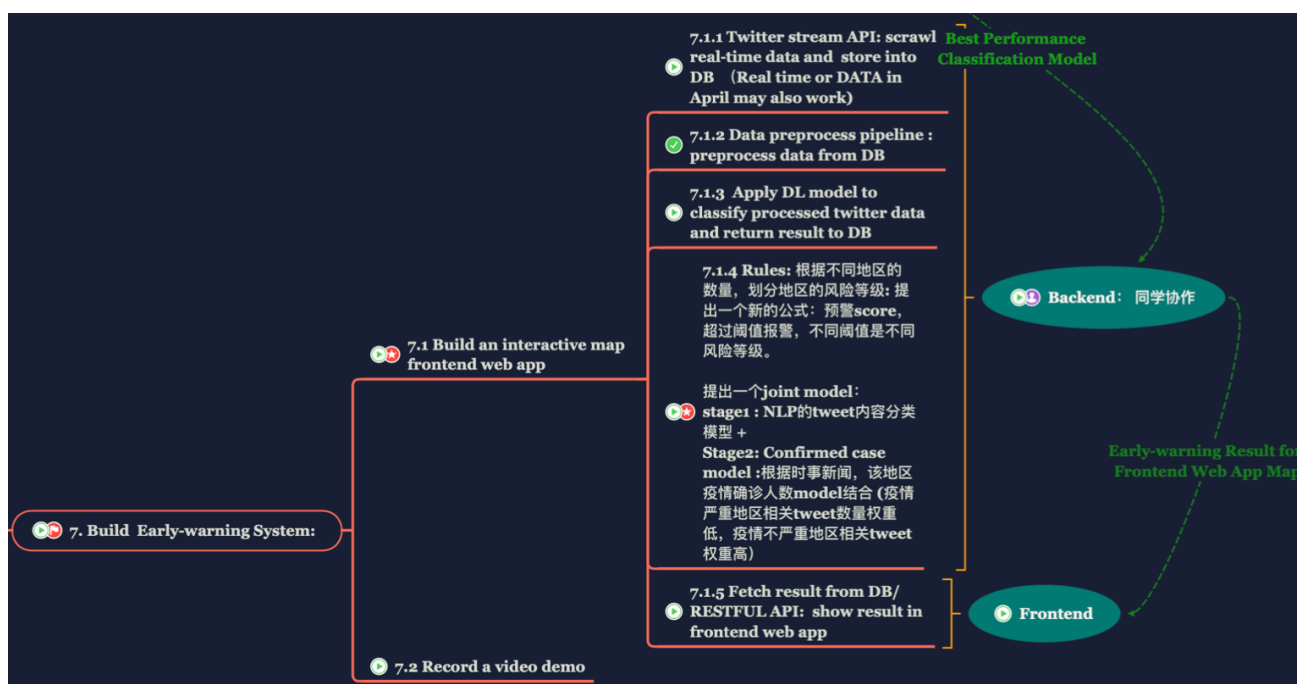 7. Build  Early-warning System:
7.1 Build an interactive map
frontend web app
7.1.1 Twitter stream API: scrawl
real-time data and  store into
DB （Real time or DATA in
April may also work)
7.1.2 Data preprocess pipeline :
preprocess data from DB
7.1.3  Apply DL model to
classify processed twitter data
and return result to DB
7.1.4 Rules: 根据不同地区的
数量，划分地区的风险等级: 提
出一个新的公式：预警score，
超过阈值报警，不同阈值是不同
风险等级。
提出一个joint model：
stage1 : NLP的tweet内容分类
模型 +
Stage2: Confirmed case
model :根据时事新闻，该地区
疫情确诊人数model结合 (疫情
严重地区相关tweet数量权重
低，疫情不严重地区相关tweet
权重高）
7.1.5 Fetch result from DB/
RESTFUL API:  show result in
frontend web app
7.2 Record a video demo
Best Performance
Classification Model
Backend： 同学协作
Early-warning Result for
Frontend Web App Map
Frontend